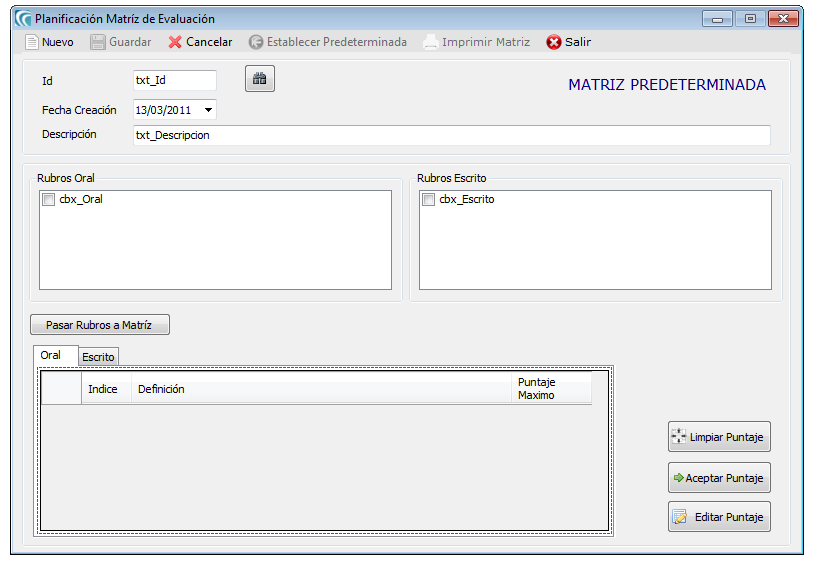 Planificación Matríz de Evaluación
Nuevo Guardar Cancelar Establecer Predeterminada Imprimir Matriz Salir
Id txt_Id MATRIZ PREDETERMINADA
Fecha Creación 13/03/2011
Descripción txt_Descripcion
Rubros Oral Rubros Escrito
cbx_Oral cbx_Escrito
Pasar Rubros a Matríz
Oral Escrito
Indice Definición Puntaje
Maximo
Limpiar Puntaje
Aceptar Puntaje
Editar Puntaje